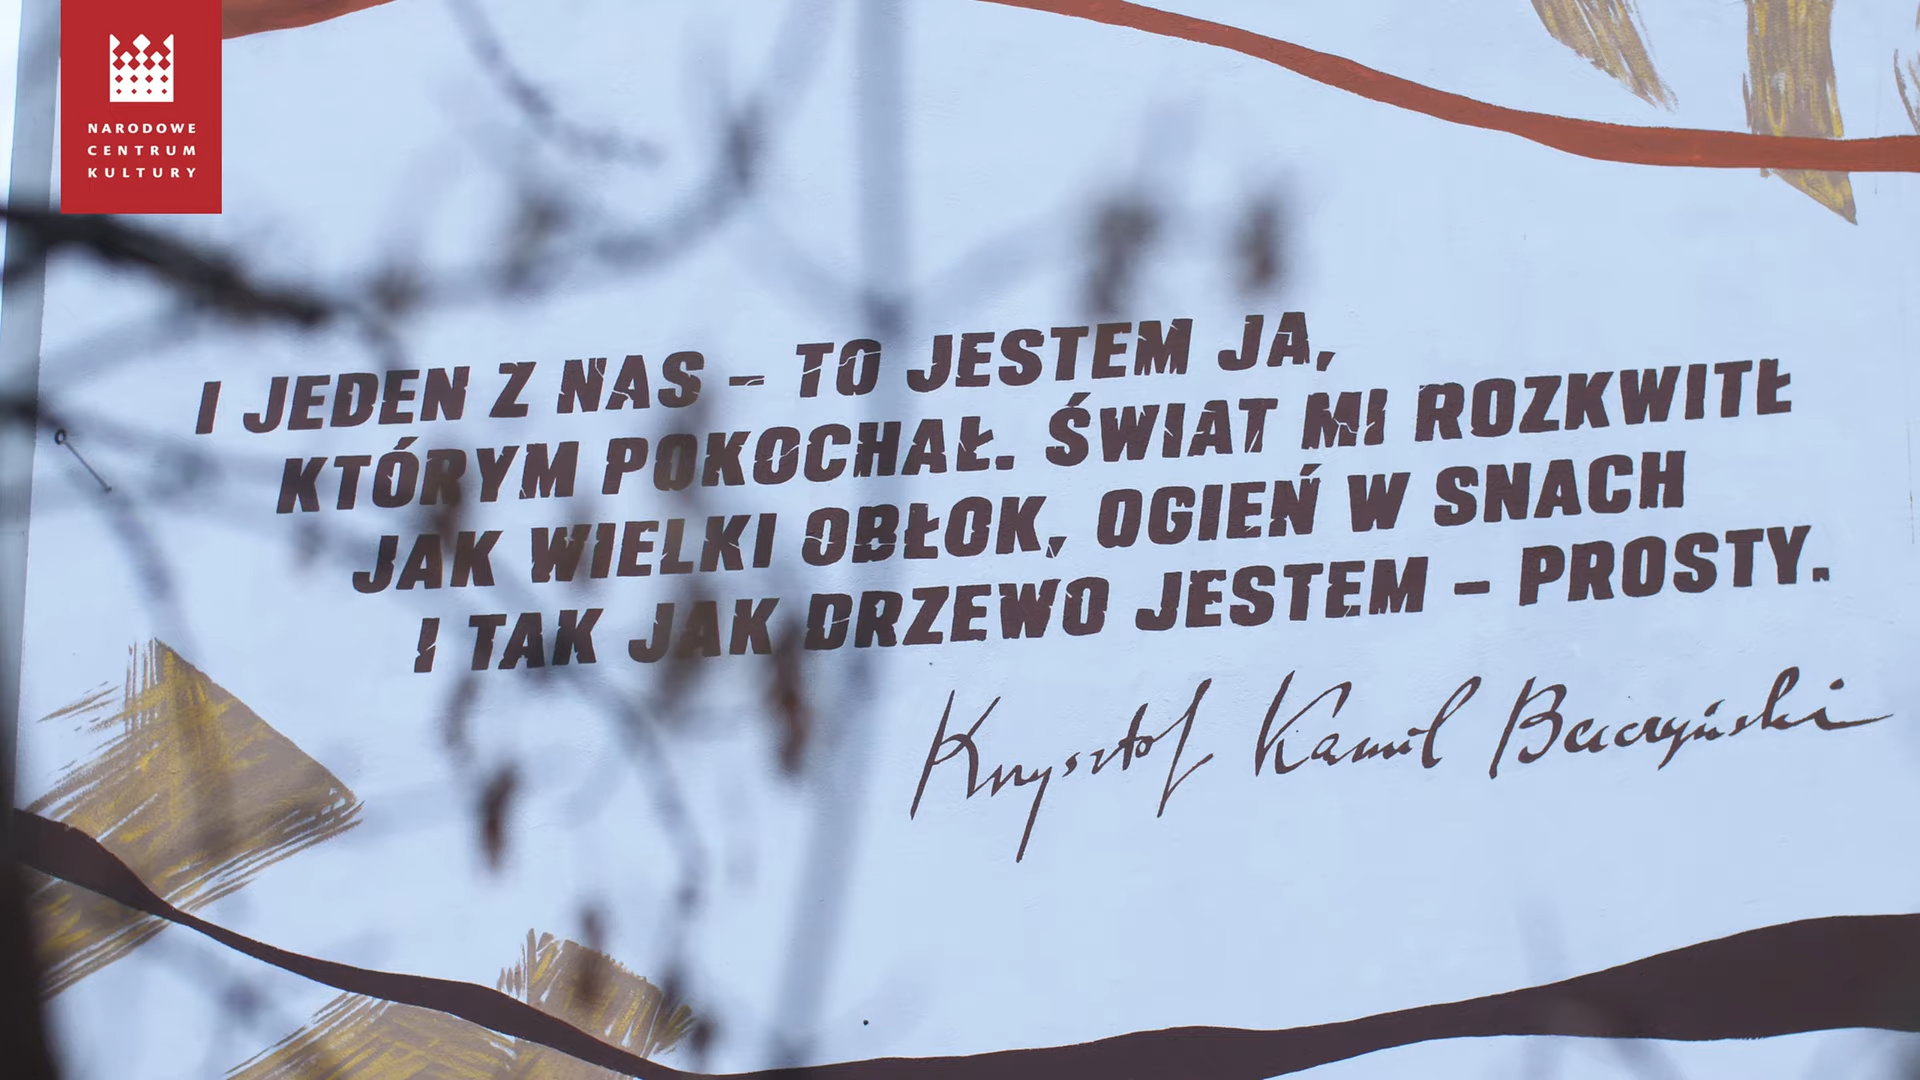 NARODOWE
CENTRUM
KULTURY
I JEDEN Z NAS – TO JESTEM JA,
KTÓRYM POKOCHAŁ. ŚWIAT MI ROZKWITŁ
JAK WIELKI OBŁOK, OGIEŃ W SNACH
I TAK JAK DRZEWO JESTEM – PROSTY.
Krzysztof Kamil Baczyński